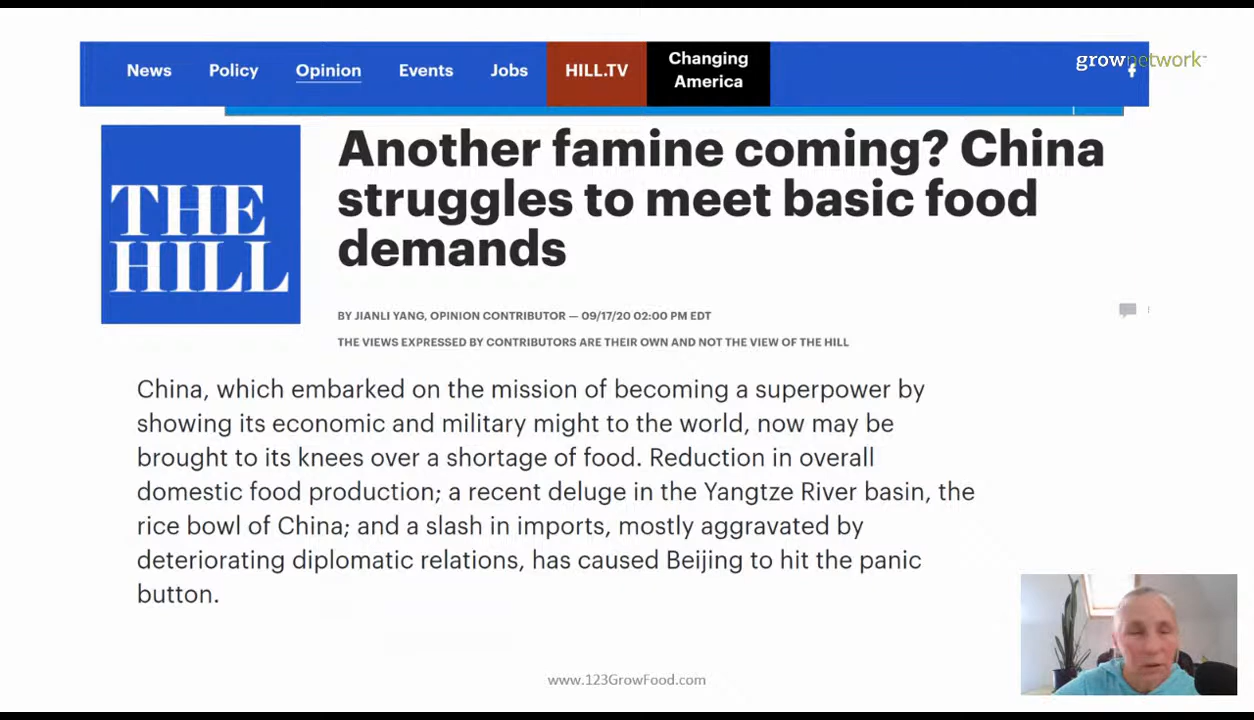 News Policy Opinion Events Jobs HILL.TV Changing America
grownetwork
THE HILL
Another famine coming? China
struggles to meet basic food
demands
BY JIANLI YANG, OPINION CONTRIBUTOR — 09/17/20 02:00 PM EDT
THE VIEWS EXPRESSED BY CONTRIBUTORS ARE THEIR OWN AND NOT THE VIEW OF THE HILL
China, which embarked on the mission of becoming a superpower by
showing its economic and military might to the world, now may be
brought to its knees over a shortage of food. Reduction in overall
domestic food production; a recent deluge in the Yangtze River basin, the
rice bowl of China; and a slash in imports, mostly aggravated by
deteriorating diplomatic relations, has caused Beijing to hit the panic
button.
www.123GrowFood.com